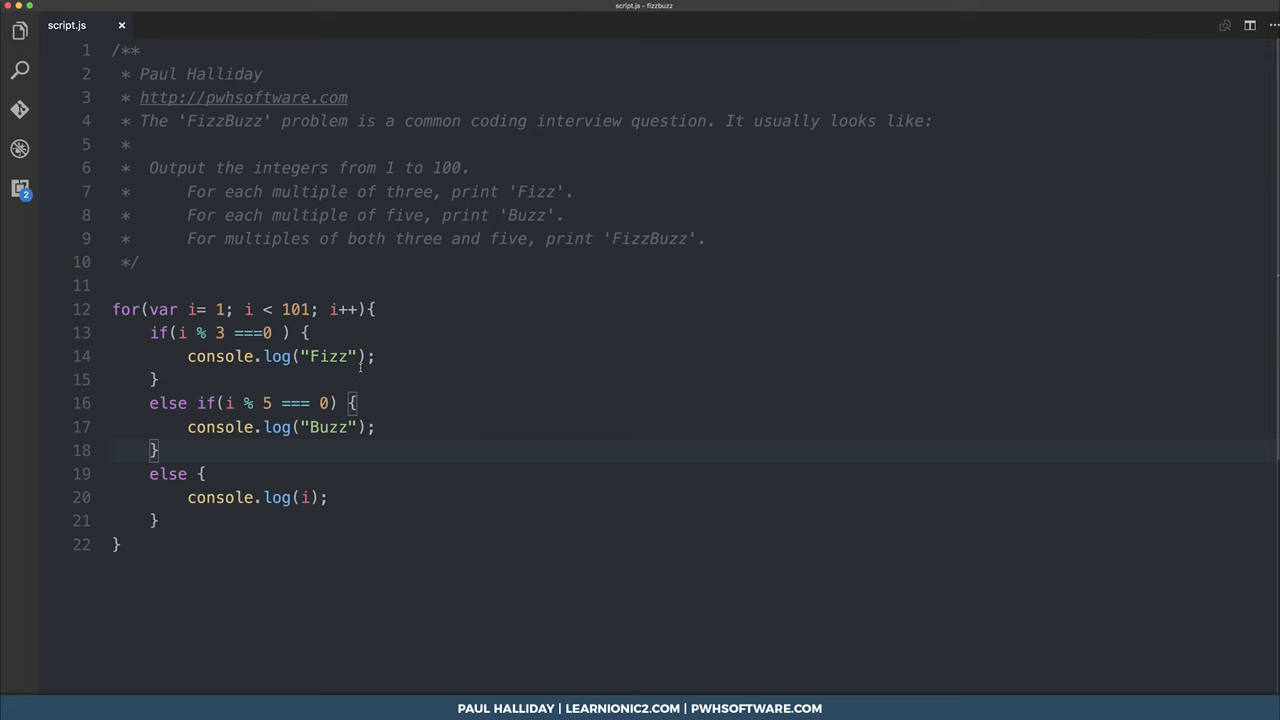 script.js - fizzbuzz
script.js
1 /**
2 * Paul Halliday
3 * http://pwhsoftware.com
4 * The 'FizzBuzz' problem is a common coding interview question. It usually looks like:
5 *
6 * Output the integers from 1 to 100.
7 * For each multiple of three, print 'Fizz'.
8 * For each multiple of five, print 'Buzz'.
9 * For multiples of both three and five, print 'FizzBuzz'.
10 */
11
12 for(var i= 1; i < 101; i++){
13 if(i % 3 ===0 ) {
14 console.log("Fizz");
15 }
16 else if(i % 5 === 0) {
17 console.log("Buzz");
18 }
19 else {
20 console.log(i);
21 }
22 }
2
PAUL HALLIDAY | LEARNIONIC2.COM | PWHSOFTWARE.COM